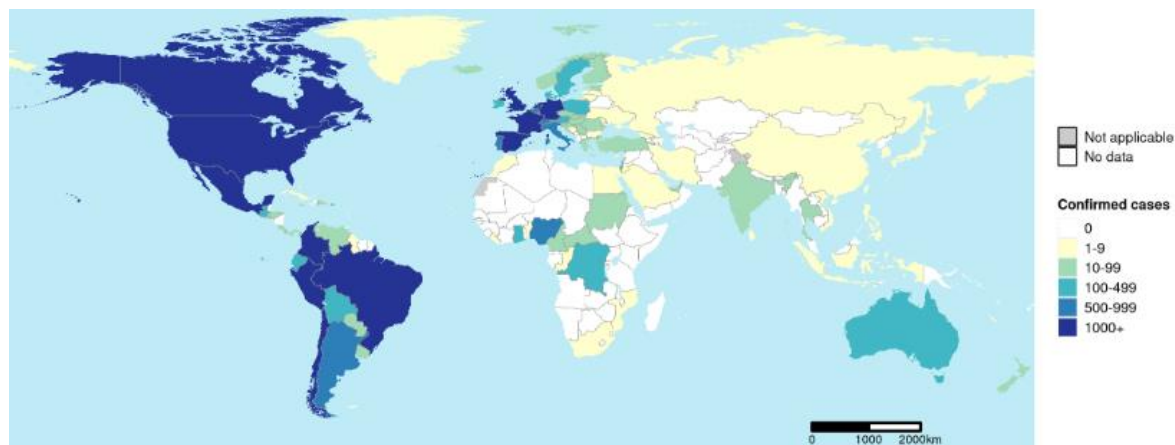 Not applicable
No data
Confirmed cases
0
1-9
10-99
100-499
500-999
1000+
0 1000 2000km